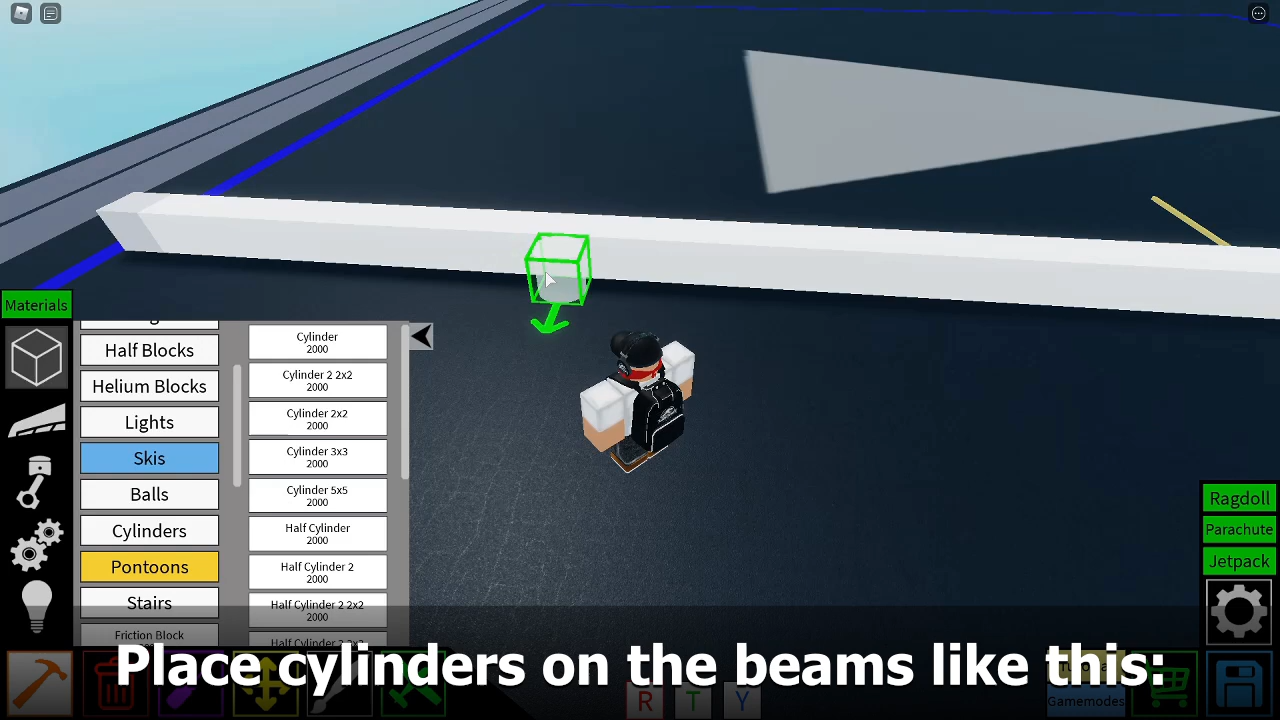 Materials
Half Blocks
Helium Blocks
Lights
Skis
Balls
Cylinders
Pontoons
Stairs
Friction Block
Cylinder
2000
Cylinder 2 2x2
2000
Cylinder 2x2
2000
Cylinder 3x3
2000
Cylinder 5x5
2000
Half Cylinder
2000
Half Cylinder 2
2000
Half Cylinder 2 2x2
2000
Ragdoll
Parachute
Jetpack
Place cylinders on the beams like this:
R T Y
Gamemodes